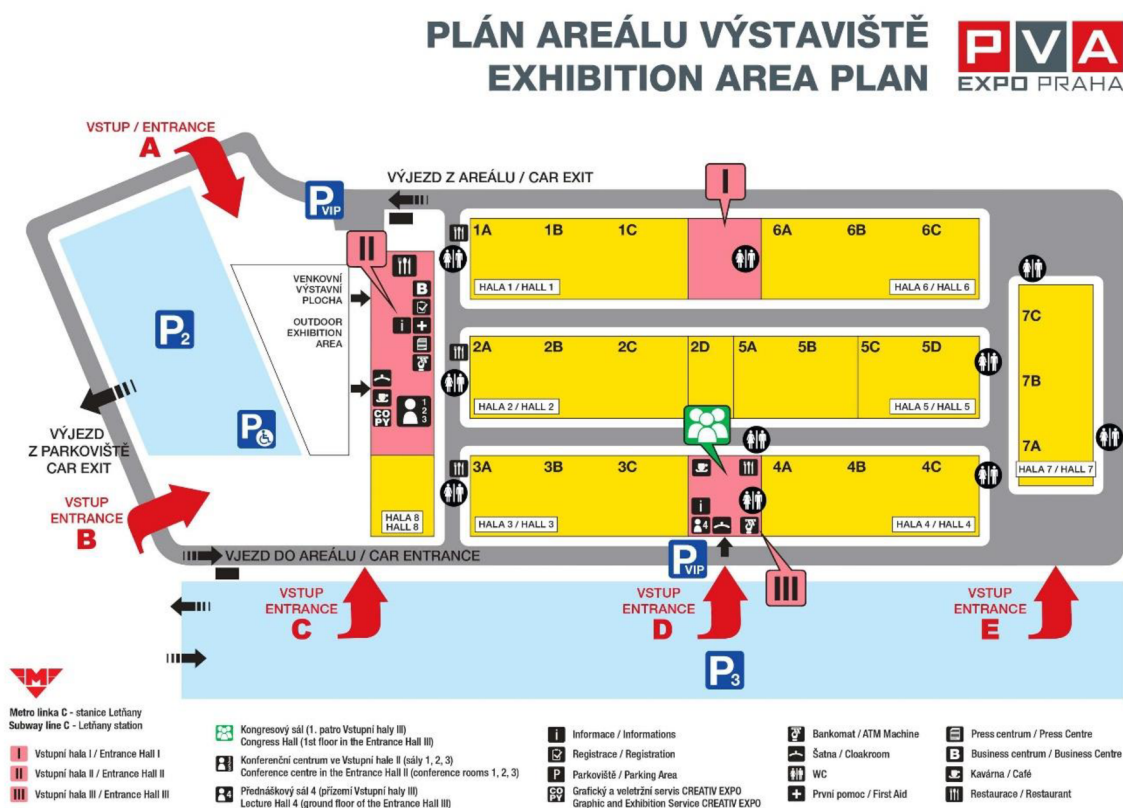 PLÁN AREÁLU VÝSTAVIŠTĚ
EXHIBITION AREA PLAN
PVA
EXPO PRAHA
VSTUP / ENTRANCE
A
VÝJEZD Z AREÁLU / CAR EXIT
P VIP
I
II
1A 1B 1C 6A 6B 6C
HALA 1 / HALL 1
HALA 6 / HALL 6
VENKOVNÍ
VÝSTAVNÍ
PLOCHA
OUTDOOR
EXHIBITION
AREA
B
i
P2
2A 2B 2C 2D 5A 5B 5C 5D
HALA 2 / HALL 2
HALA 5 / HALL 5
7C
7B
7A
HALA 7 / HALL 7
COPY
1
2
3
P
VÝJEZD
Z PARKOVIŠTĚ
CAR EXIT
3A 3B 3C 4A 4B 4C
HALA 3 / HALL 3
HALA 4 / HALL 4
i
4
HALA 8
HALL 8
VSTUP
ENTRANCE
B
VJEZD DO AREÁLU / CAR ENTRANCE
P VIP
III
VSTUP
ENTRANCE
C
VSTUP
ENTRANCE
D
VSTUP
ENTRANCE
E
P3
M
Metro linka C - stanice Letňany
Subway line C - Letňany station
I Vstupní hala I / Entrance Hall I
II Vstupní hala II / Entrance Hall II
III Vstupní hala III / Entrance Hall III
Kongresový sál (1. patro Vstupní haly III)
Congress Hall (1st floor in the Entrance Hall III)
Konferenční centrum ve Vstupní hale II (sály 1, 2, 3)
Conference centre in the Entrance Hall II (conference rooms 1, 2, 3)
4 Přednáškový sál 4 (přízemí Vstupní haly III)
Lecture Hall 4 (ground floor of the Entrance Hall III)
i Informace / Informations
Registrace / Registration
P Parkoviště / Parking Area
COPY Grafický a veletržní servis CREATIV EXPO
Graphic and Exhibition Service CREATIV EXPO
Bankomat / ATM Machine
Šatna / Cloakroom
WC
První pomoc / First Aid
Press centrum / Press Centre
B Business centrum / Business Centre
Kavárna / Café
Restaurace / Restaurant